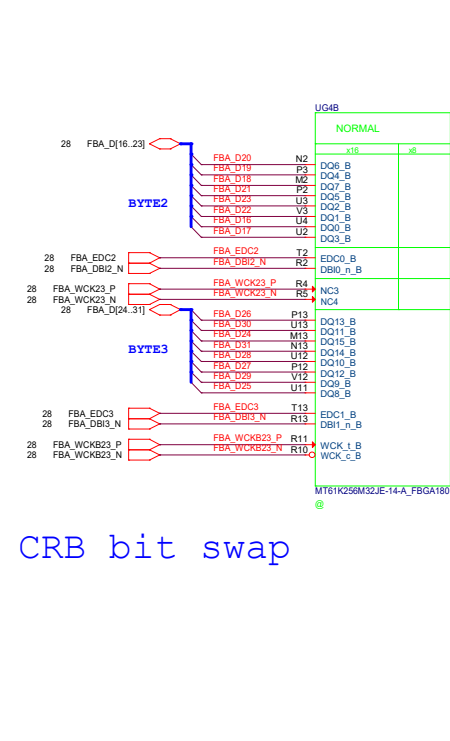 UG4B
NORMAL
x16 x8
28 FBA_D[16..23]
FBA_D20 N2 DQ6_B
FBA_D19 P3 DQ4_B
FBA_D18 M2 DQ7_B
FBA_D21 P2 DQ5_B
BYTE2 FBA_D23 U3 DQ2_B
FBA_D22 V3 DQ1_B
FBA_D16 U4 DQ0_B
FBA_D17 U2 DQ3_B
28 FBA_EDC2 FBA_EDC2 T2 EDC0_B
28 FBA_DBI2_N FBA_DBI2_N R2 DBI0_n_B
28 FBA_WCK23_P FBA_WCK23_P R4 NC3
28 FBA_WCK23_N FBA_WCK23_N R5 NC4
28 FBA_D[24..31]
FBA_D26 P13 DQ13_B
FBA_D30 U13 DQ11_B
FBA_D24 M13 DQ15_B
BYTE3 FBA_D31 N13 DQ14_B
FBA_D28 U12 DQ10_B
FBA_D27 P12 DQ12_B
FBA_D29 V12 DQ9_B
FBA_D25 U11 DQ8_B
28 FBA_EDC3 FBA_EDC3 T13 EDC1_B
28 FBA_DBI3_N FBA_DBI3_N R13 DBI1_n_B
28 FBA_WCKB23_P FBA_WCKB23_P R11 WCK_t_B
28 FBA_WCKB23_N FBA_WCKB23_N R10 WCK_c_B
MT61K256M32JE-14-A_FBGA180
@
CRB bit swap